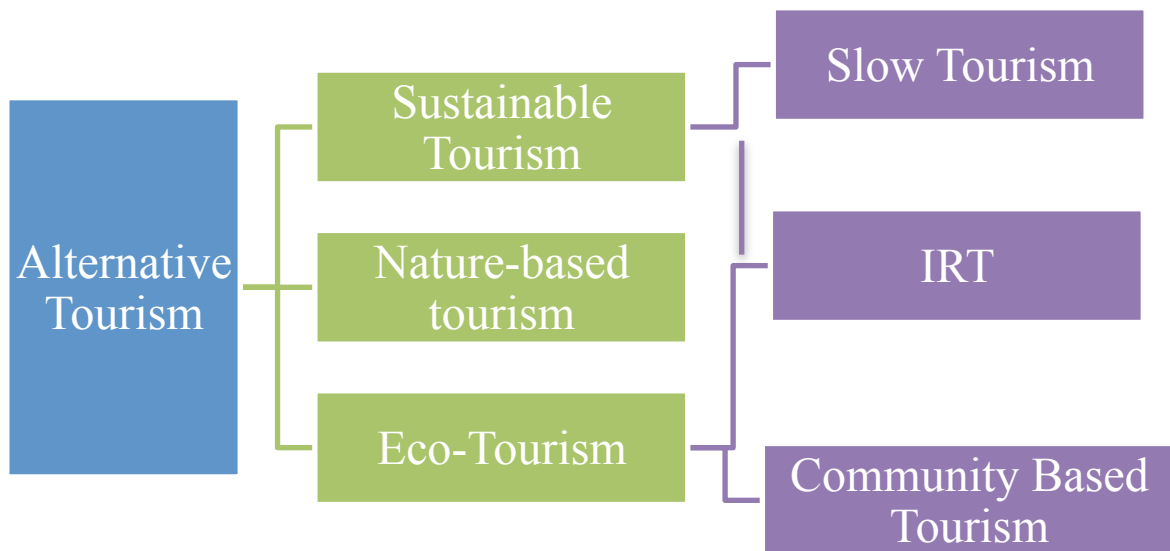 Alternative
Tourism
Sustainable
Tourism
Nature-based
tourism
Eco-Tourism
Slow Tourism
IRT
Community Based
Tourism